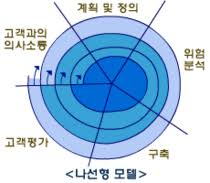 계획 및 정의
고객과의
의사소통
위험
분석
고객평가
구축
<나선형 모델>